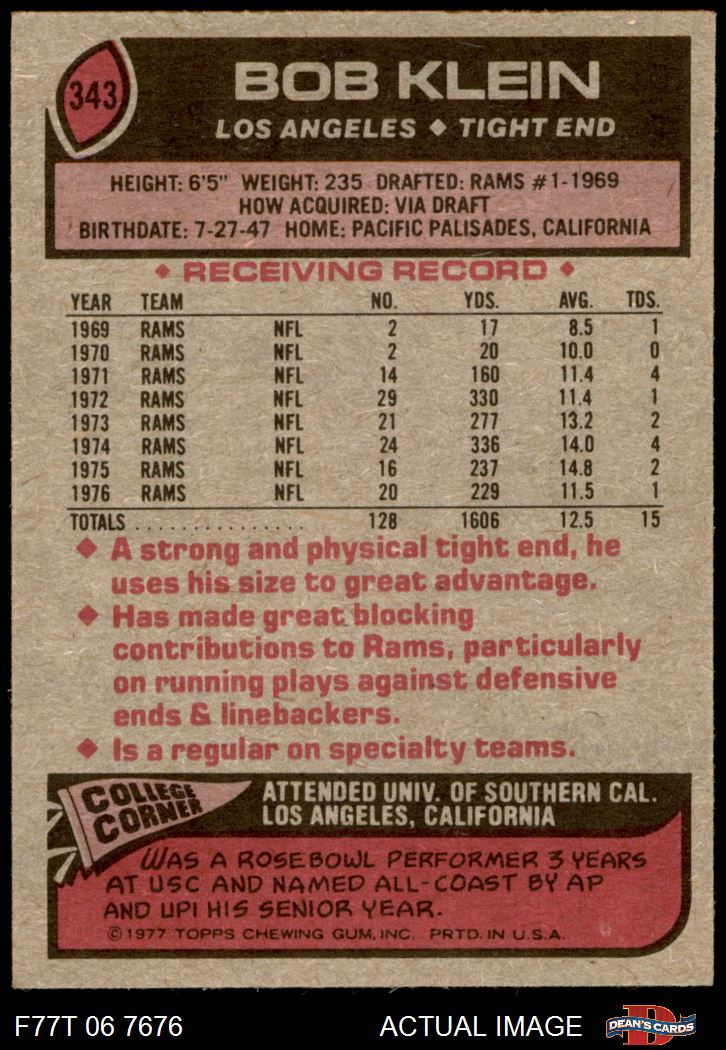 343
BOB KLEIN
LOS ANGELES ◆ TIGHT END
HEIGHT: 6'5" WEIGHT: 235 DRAFTED: RAMS #1-1969
HOW ACQUIRED: VIA DRAFT
BIRTHDATE: 7-27-47 HOME: PACIFIC PALISADES, CALIFORNIA
◆ RECEIVING RECORD ◆
YEAR TEAM NO. YDS. AVG. TDS.
1969 RAMS NFL 2 17 8.5 1
1970 RAMS NFL 2 20 10.0 0
1971 RAMS NFL 14 160 11.4 4
1972 RAMS NFL 29 330 11.4 1
1973 RAMS NFL 21 277 13.2 2
1974 RAMS NFL 24 336 14.0 4
1975 RAMS NFL 16 237 14.8 2
1976 RAMS NFL 20 229 11.5 1
TOTALS ................ 128 1606 12.5 15
◆ A strong and physical tight end, he
uses his size to great advantage.
◆ Has made great blocking
contributions to Rams, particularly
on running plays against defensive
ends & linebackers.
◆ Is a regular on specialty teams.
COLLEGE
CORNER
ATTENDED UNIV. OF SOUTHERN CAL.
LOS ANGELES, CALIFORNIA
WAS A ROSE BOWL PERFORMER 3 YEARS
AT USC AND NAMED ALL-COAST BY AP
AND UPI HIS SENIOR YEAR.
© 1977 TOPPS CHEWING GUM, INC. PRTD. IN U.S.A.
F77T 06 7676 ACTUAL IMAGE
D
DEAN'S CARDS